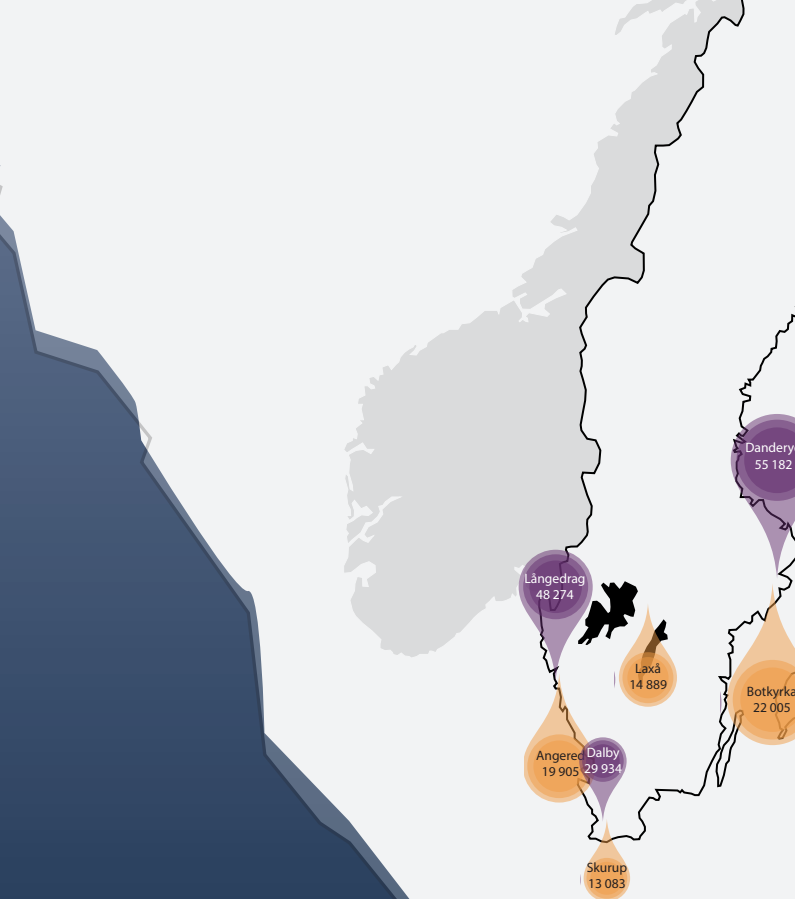 Dandery
55 182
Långedrag
48 274
Laxå
14 889
Botkyrka
22 005
Angered
19 905
Dalby
29 934
Skurup
13 083